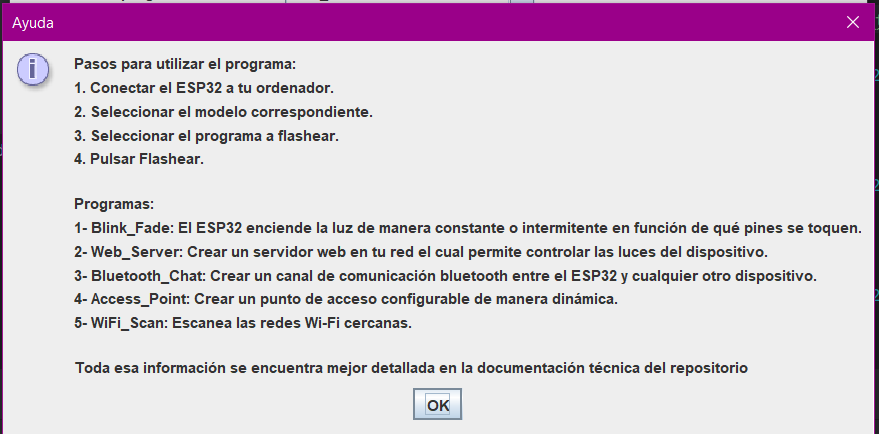 Ayuda
Pasos para utilizar el programa:
1. Conectar el ESP32 a tu ordenador.
2. Seleccionar el modelo correspondiente.
3. Seleccionar el programa a flashear.
4. Pulsar Flashear.
Programas:
1- Blink_Fade: El ESP32 enciende la luz de manera constante o intermitente en función de qué pines se toquen.
2- Web_Server: Crear un servidor web en tu red el cual permite controlar las luces del dispositivo.
3- Bluetooth_Chat: Crear un canal de comunicación bluetooth entre el ESP32 y cualquier otro dispositivo.
4- Access_Point: Crear un punto de acceso configurable de manera dinámica.
5- WiFi_Scan: Escanea las redes Wi-Fi cercanas.
Toda esa información se encuentra mejor detallada en la documentación técnica del repositorio
OK